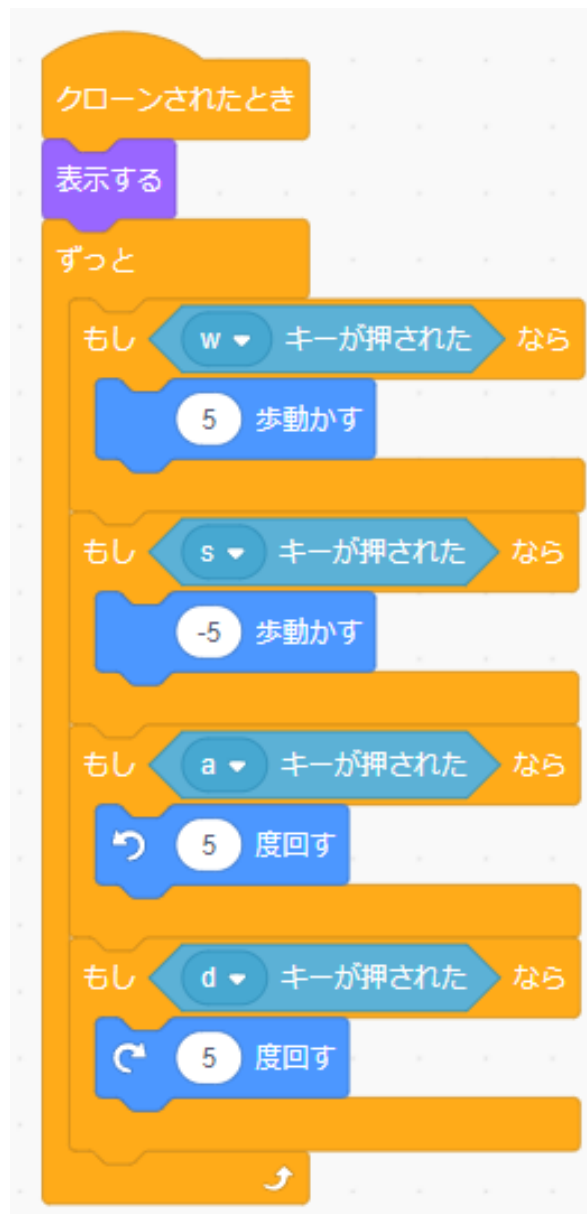 クローンされたとき
表示する
ずっと
もし w キーが押された なら
5 歩動かす
もし s キーが押された なら
-5 歩動かす
もし a キーが押された なら
5 度回す
もし d キーが押された なら
5 度回す